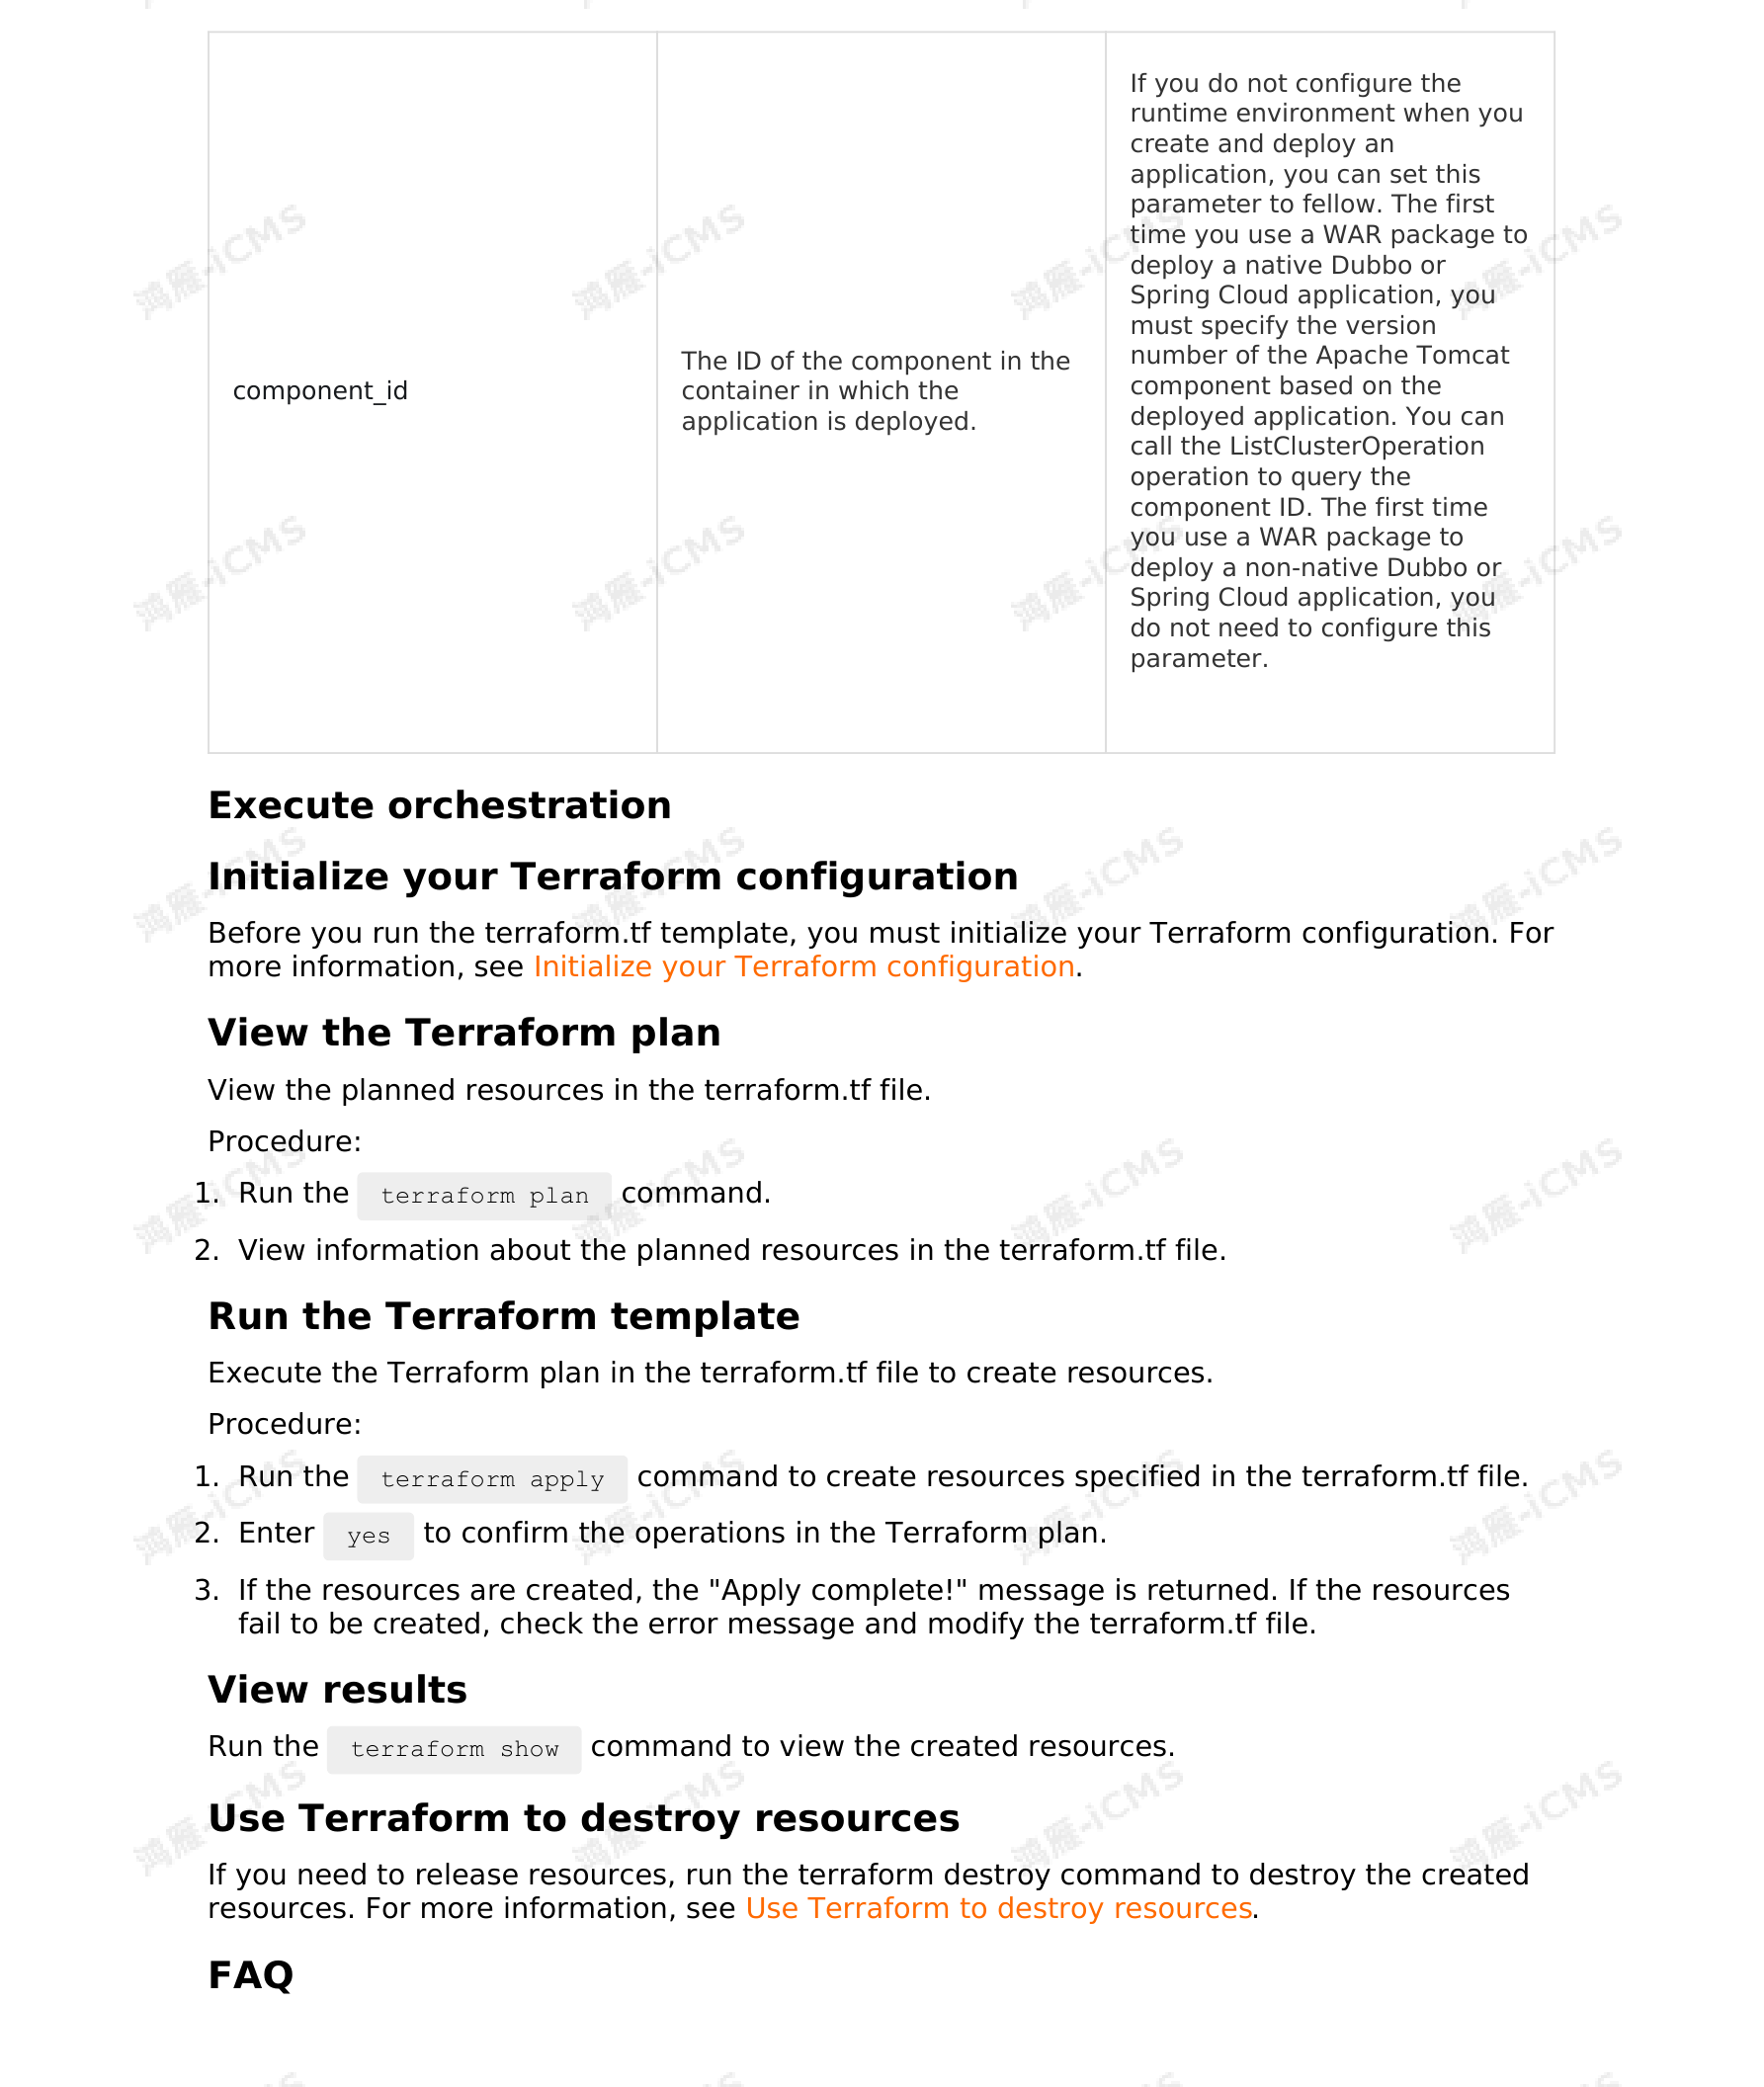 component_id
The ID of the component in the
container in which the
application is deployed.
If you do not configure the
runtime environment when you
create and deploy an
application, you can set this
parameter to fellow. The first
time you use a WAR package to
deploy a native Dubbo or
Spring Cloud application, you
must specify the version
number of the Apache Tomcat
component based on the
deployed application. You can
call the ListClusterOperation
operation to query the
component ID. The first time
you use a WAR package to
deploy a non-native Dubbo or
Spring Cloud application, you
do not need to configure this
parameter.
Execute orchestration
Initialize your Terraform configuration
Before you run the terraform.tf template, you must initialize your Terraform configuration. For
more information, see Initialize your Terraform configuration.
View the Terraform plan
View the planned resources in the terraform.tf file.
Procedure:
1. Run the terraform plan command.
2. View information about the planned resources in the terraform.tf file.
Run the Terraform template
Execute the Terraform plan in the terraform.tf file to create resources.
Procedure:
1. Run the terraform apply command to create resources specified in the terraform.tf file.
2. Enter yes to confirm the operations in the Terraform plan.
3. If the resources are created, the "Apply complete!" message is returned. If the resources
fail to be created, check the error message and modify the terraform.tf file.
View results
Run the terraform show command to view the created resources.
Use Terraform to destroy resources
If you need to release resources, run the terraform destroy command to destroy the created
resources. For more information, see Use Terraform to destroy resources.
FAQ
鸿雁-iCMS